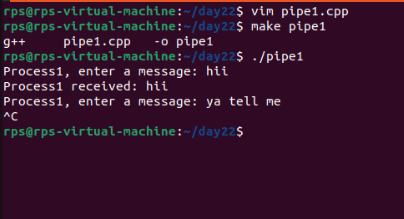 rps@rps-virtual-machine:~/day22$ vim pipe1.cpp
rps@rps-virtual-machine:~/day22$ make pipe1
g++     pipe1.cpp   -o pipe1
rps@rps-virtual-machine:~/day22$ ./pipe1
Process1, enter a message: hii
Process1 received: hii
Process1, enter a message: ya tell me
^C
rps@rps-virtual-machine:~/day22$